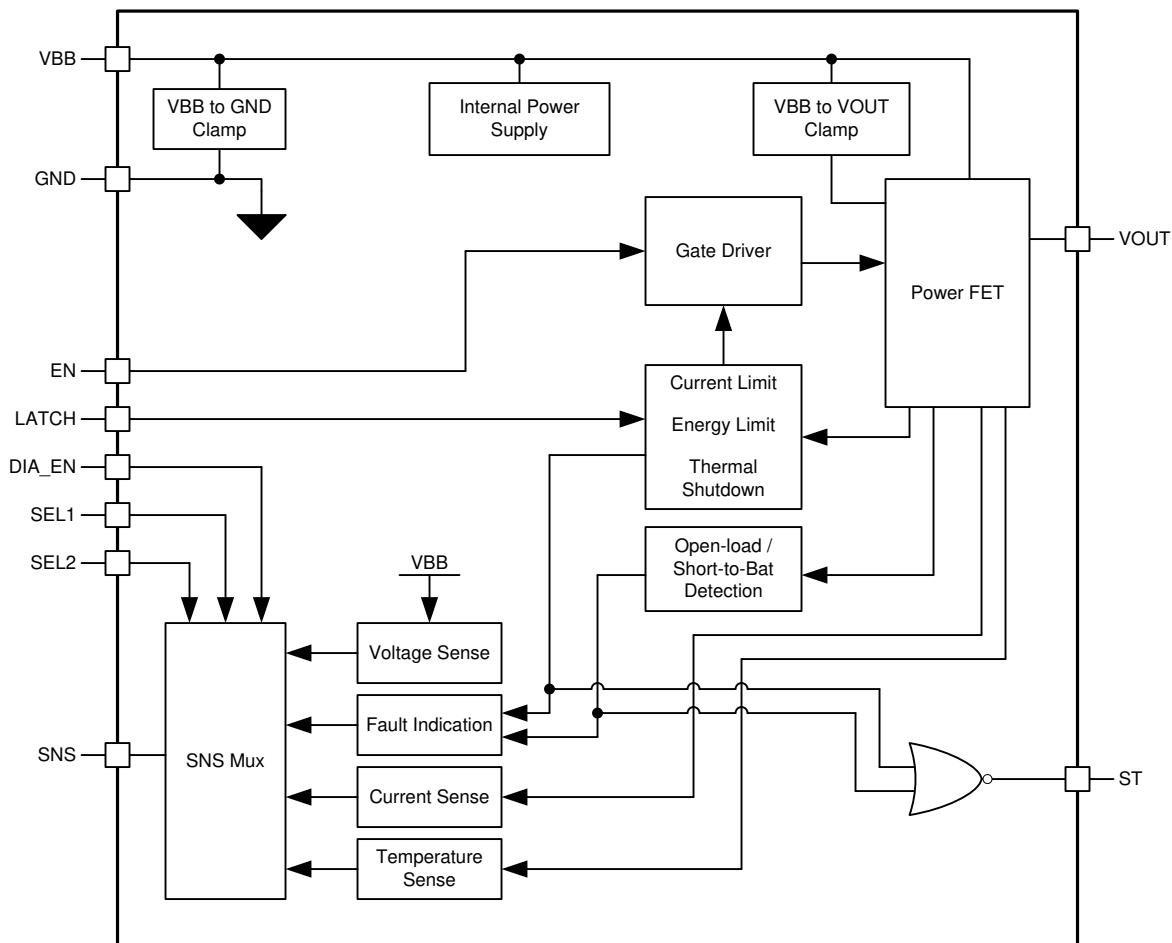 VBB
VBB to GND
Clamp
Internal Power
Supply
VBB to VOUT
Clamp
GND
Gate Driver
Power FET
VOUT
EN
LATCH
Current Limit
Energy Limit
Thermal
Shutdown
DIA_EN
SEL1
SEL2
Open-load /
Short-to-Bat
Detection
VBB
Voltage Sense
Fault Indication
SNS
SNS Mux
Current Sense
ST
Temperature
Sense